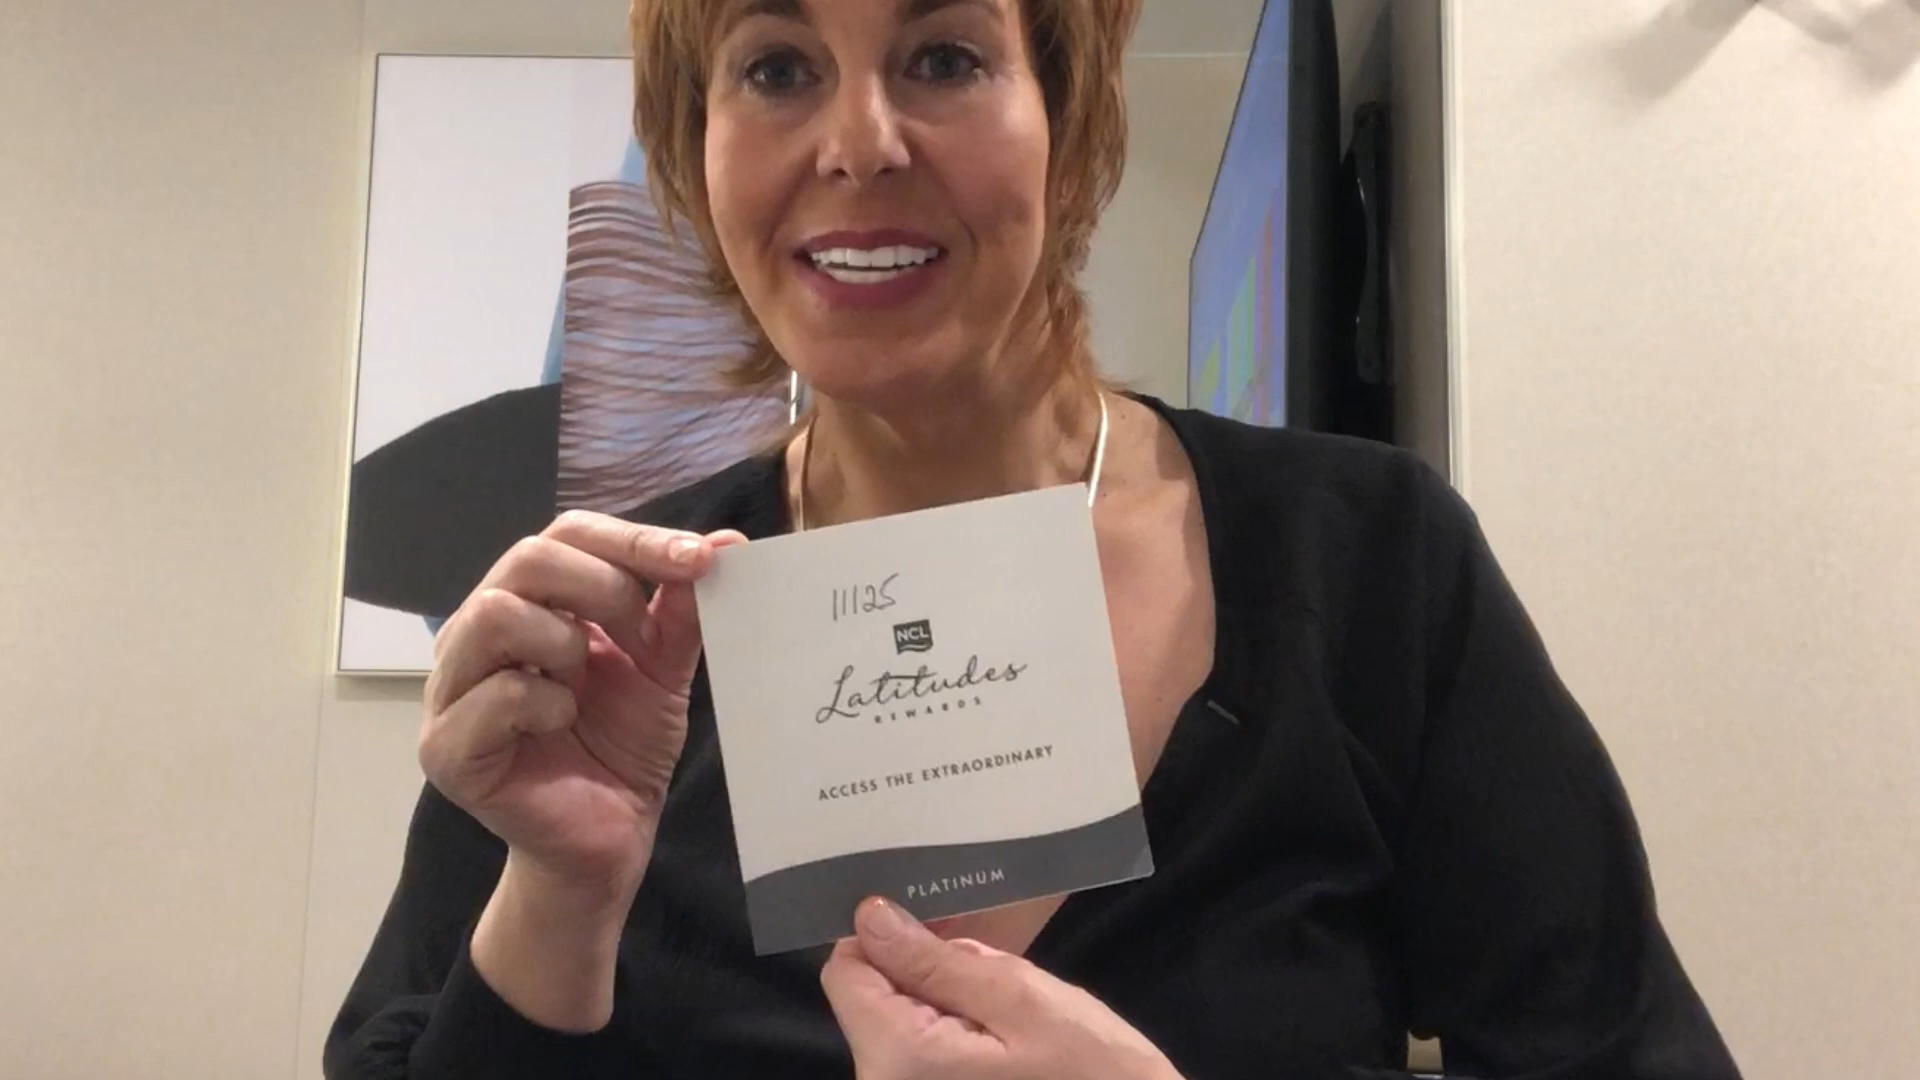 11125
NCL
Latitudes
REWARDS
ACCESS THE EXTRAORDINARY
PLATINUM